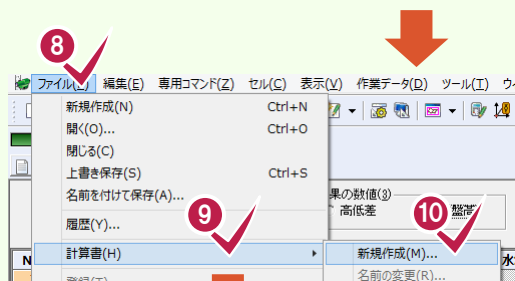 8
ファイル( ) 編集(E) 専用コマンド(Z) セル(C) 表示(V) 作業データ(D) ツール(T) ウ
新規作成(N) Ctrl+N
開く(O)... Ctrl+O
閉じる(C)
上書き保存(S) Ctrl+S
名前を付けて保存(A)...
果の数値(3)
高低差
履歴(Y)...
9
10
計算書(H)
新規作成(M)...
名前の変更(R)...
N
水